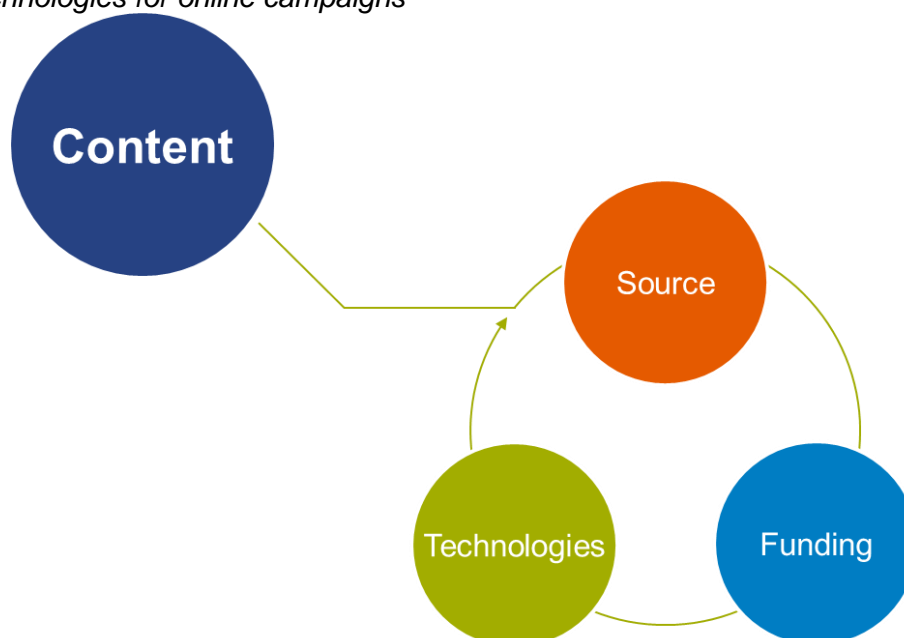 for online campaigns
Content
Source
Technologies
Funding